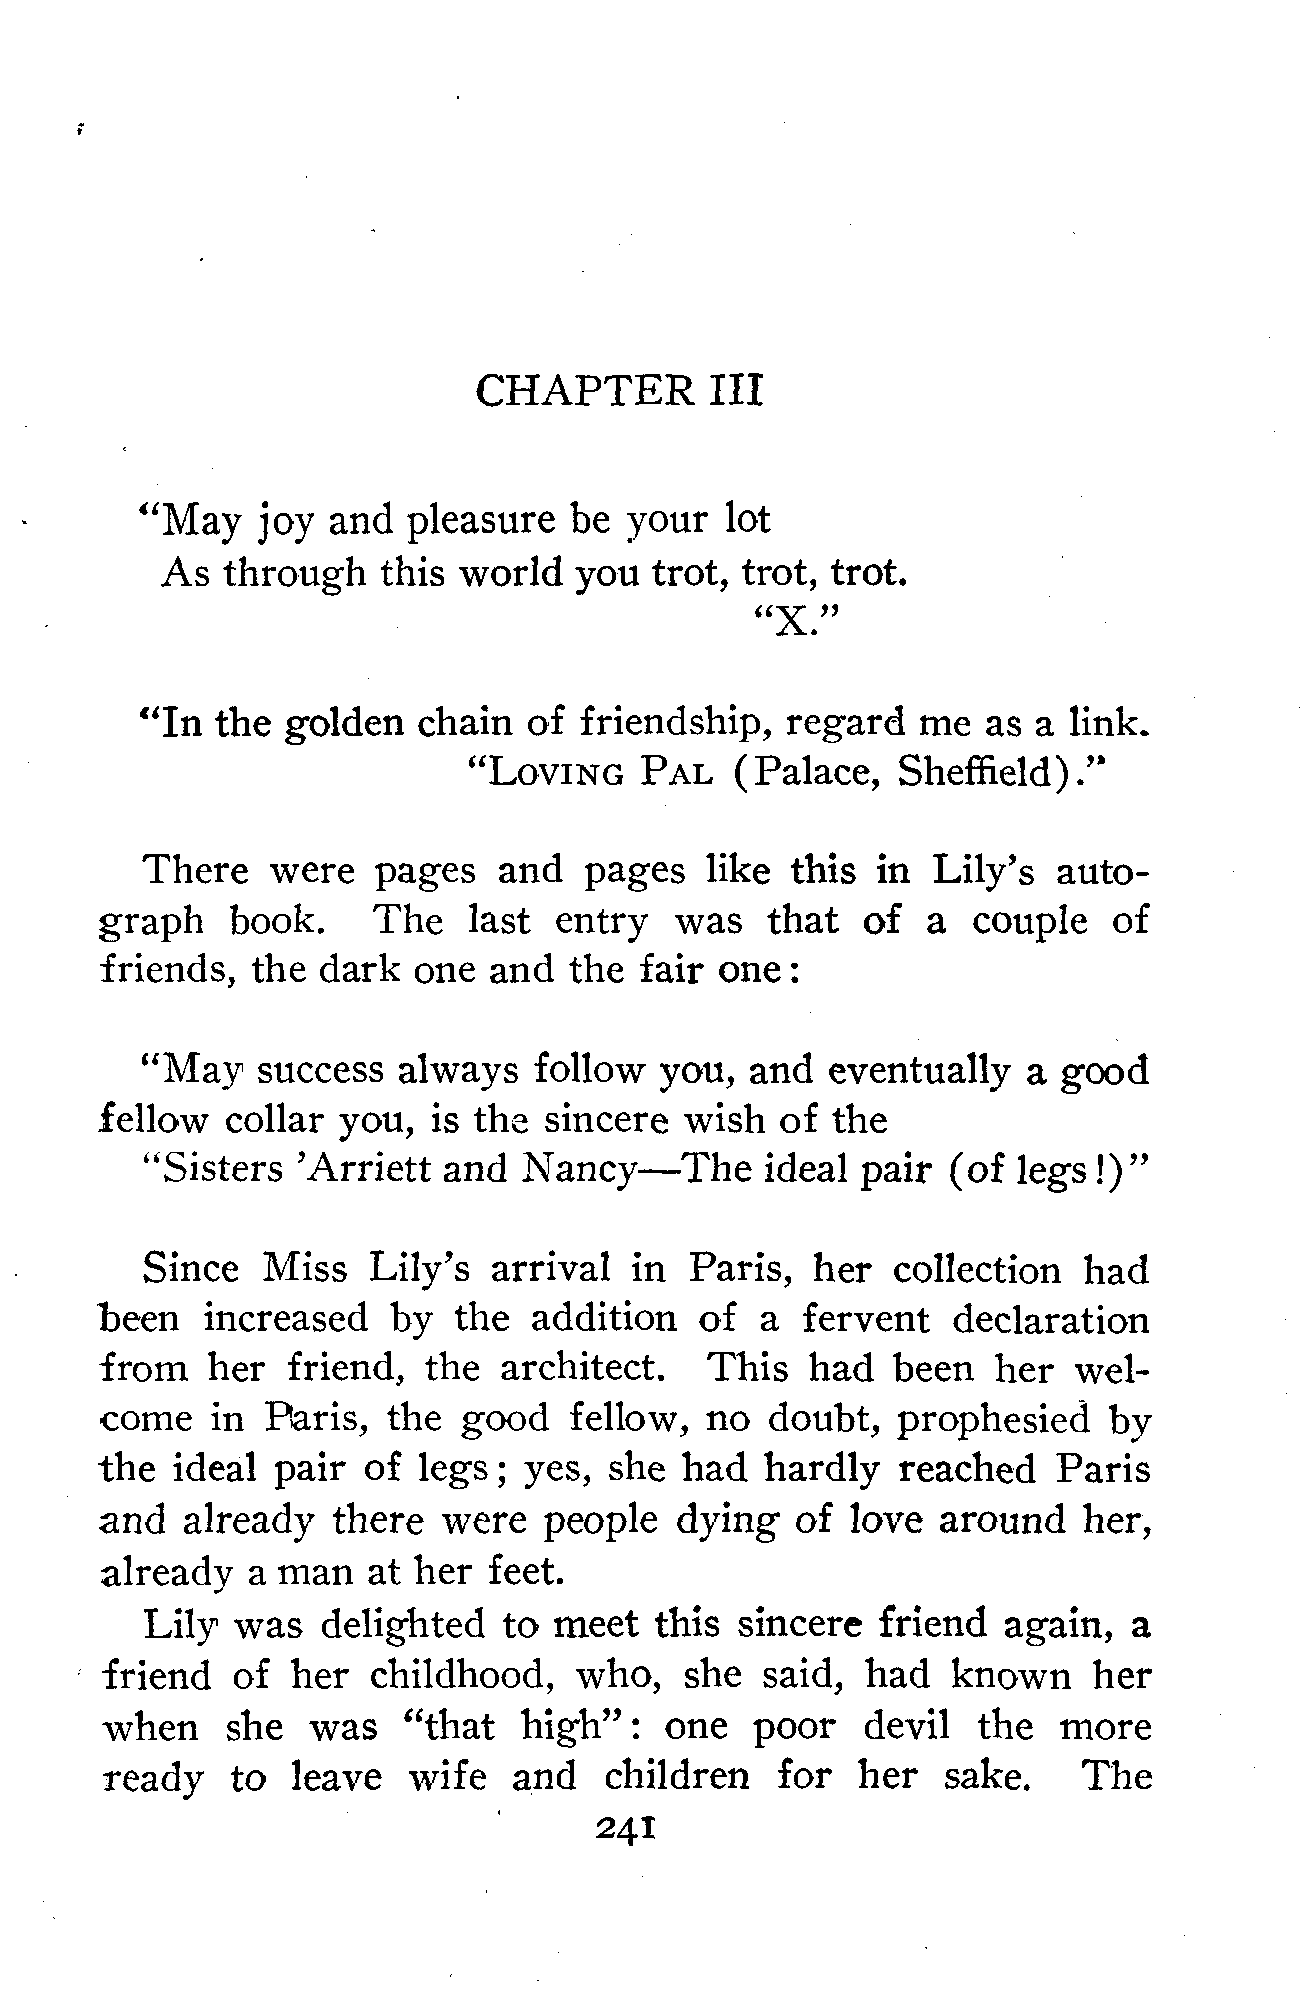 CHAPTER III
“May joy and pleasure be your lot
As through this world you trot, trot, trot.
“X.”
“In the golden chain of friendship, regard me as a link.
“LOVING PAL (Palace, Sheffield).”
There were pages and pages like this in Lily’s auto-
graph book. The last entry was that of a couple of
friends, the dark one and the fair one:
“May success always follow you, and eventually a good
fellow collar you, is the sincere wish of the
“Sisters ’Arriett and Nancy—The ideal pair (of legs!)”
Since Miss Lily’s arrival in Paris, her collection had
been increased by the addition of a fervent declaration
from her friend, the architect. This had been her wel-
come in Paris, the good fellow, no doubt, prophesied by
the ideal pair of legs; yes, she had hardly reached Paris
and already there were people dying of love around her,
already a man at her feet.
Lily was delighted to meet this sincere friend again, a
friend of her childhood, who, she said, had known her
when she was “that high”: one poor devil the more
ready to leave wife and children for her sake. The
241